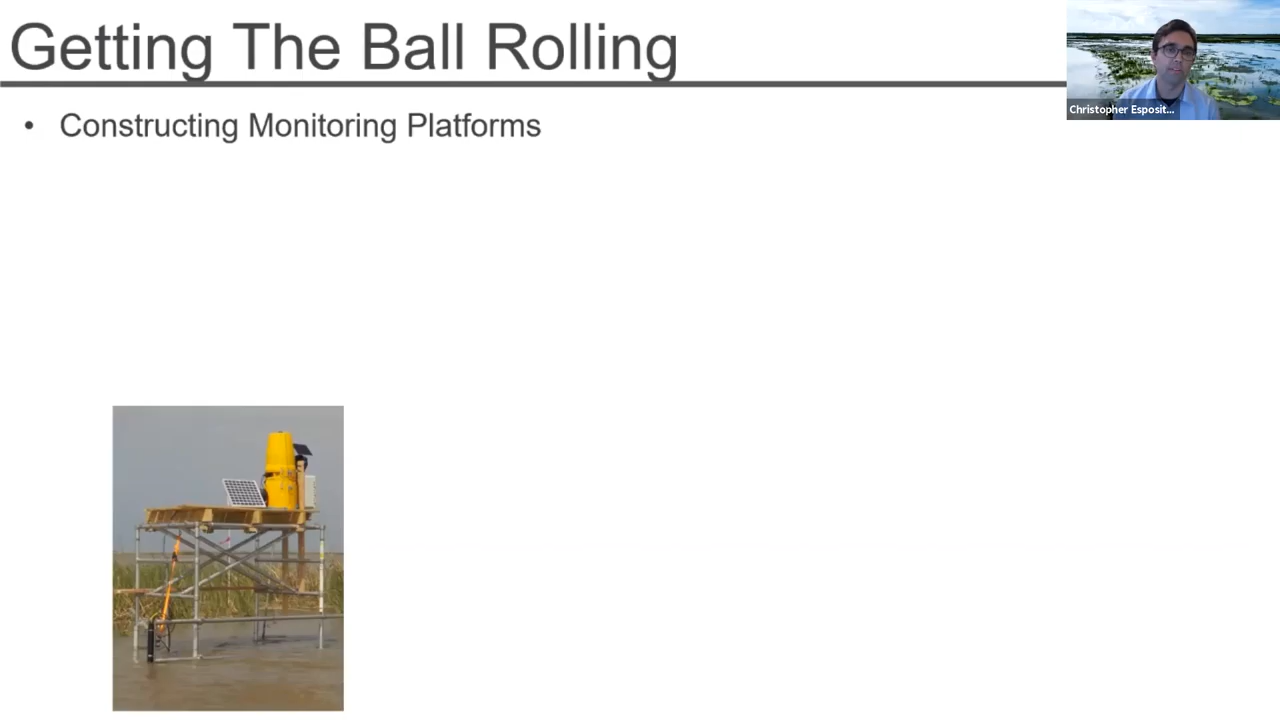 Getting The Ball Rolling
Christopher Esposit...
• Constructing Monitoring Platforms